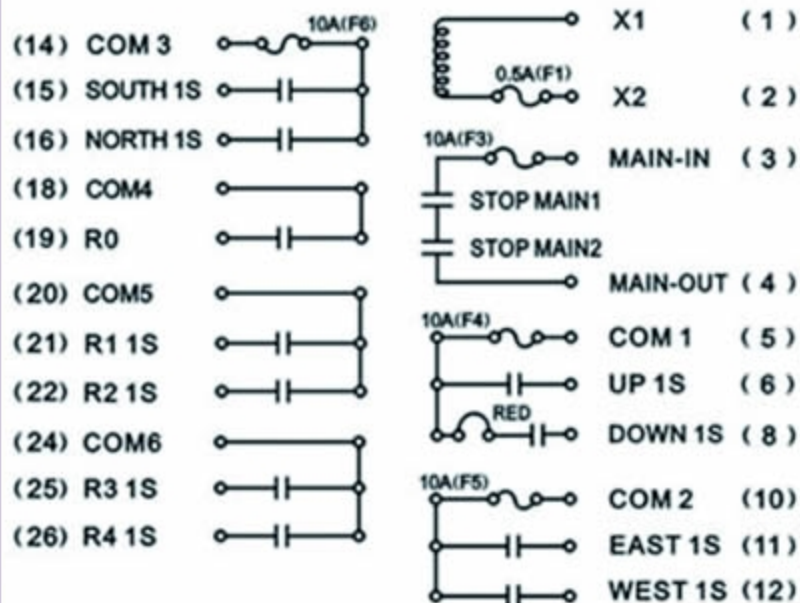 10A(F6)
(14) COM 3
(15) SOUTH 1S
(16) NORTH 1S
(18) COM4
(19) R0
(20) COM5
(21) R1 1S
(22) R2 1S
(24) COM6
(25) R3 1S
(26) R4 1S
X1 ( 1 )
0.5A(F1)
X2 ( 2 )
10A(F3)
MAIN-IN ( 3 )
STOP MAIN1
STOP MAIN2
MAIN-OUT ( 4 )
10A(F4)
COM 1 ( 5 )
UP 1S ( 6 )
RED
DOWN 1S ( 8 )
10A(F5)
COM 2 (10)
EAST 1S (11)
WEST 1S (12)